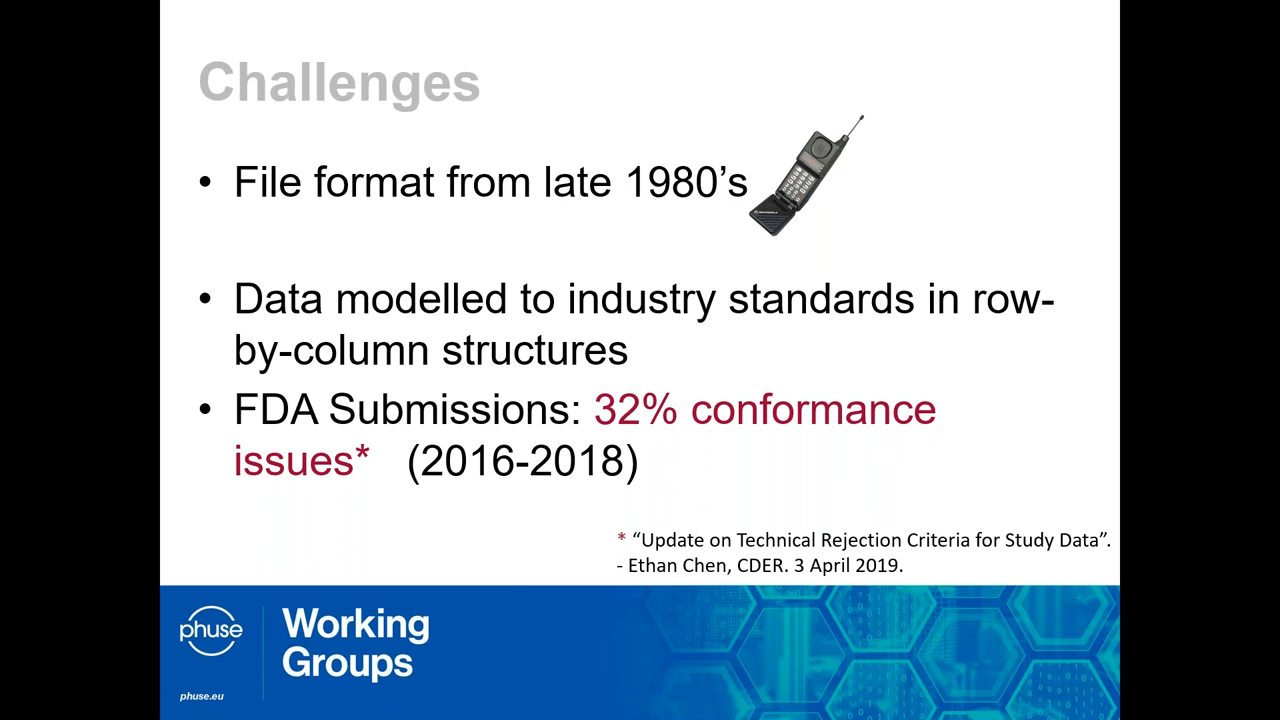 Challenges
• File format from late 1980’s
• Data modelled to industry standards in row-
by-column structures
• FDA Submissions: 32% conformance
issues* (2016-2018)
* “Update on Technical Rejection Criteria for Study Data”.
- Ethan Chen, CDER. 3 April 2019.
phuse
Working
Groups
phuse.eu